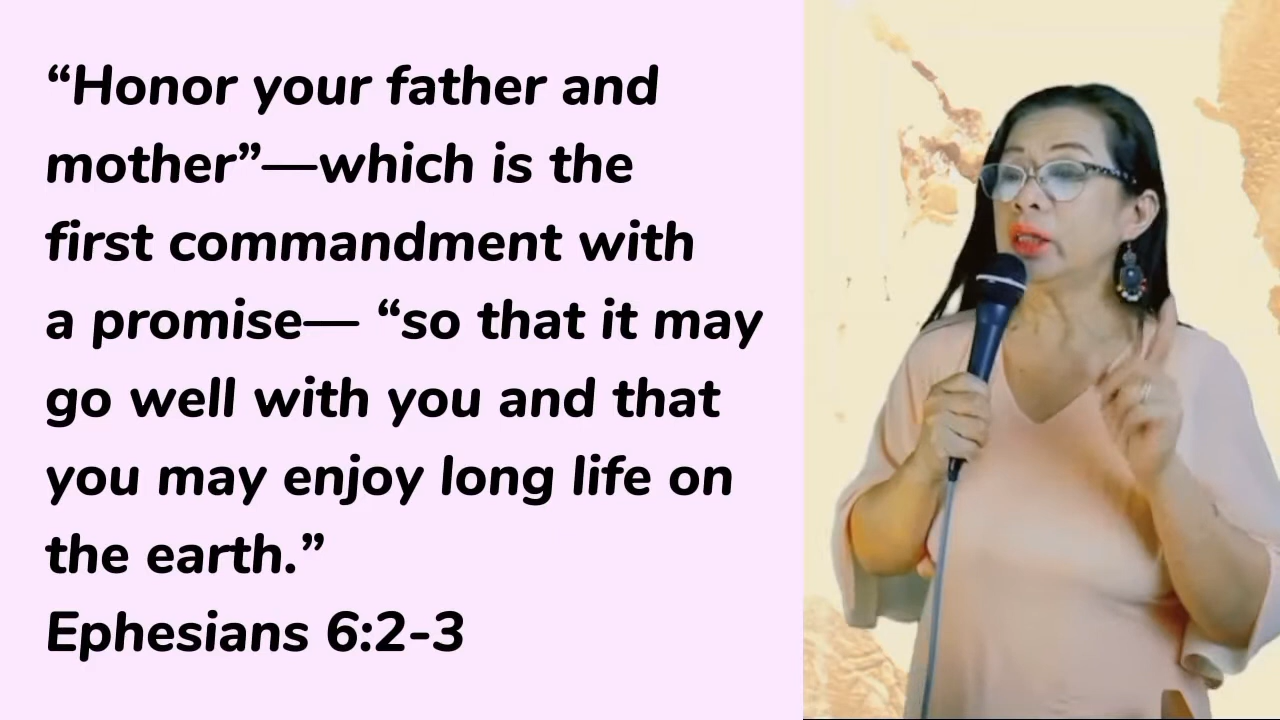 “Honor your father and
mother”—which is the
first commandment with
a promise— “so that it may
go well with you and that
you may enjoy long life on
the earth.”
Ephesians 6:2-3